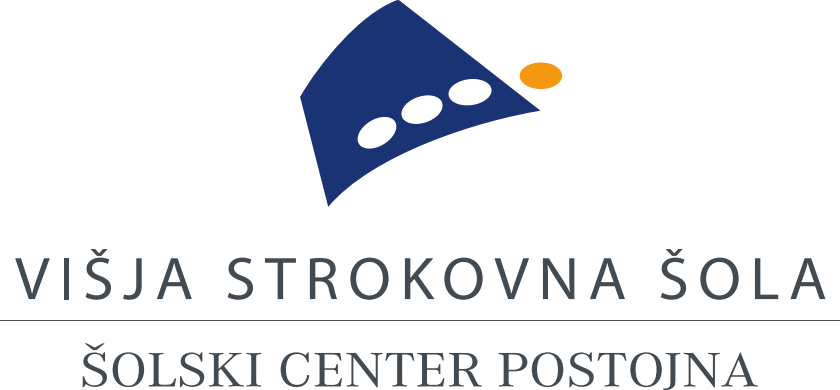 VIŠJA STROKOVNA ŠOLA
ŠOLSKI CENTER POSTOJNA